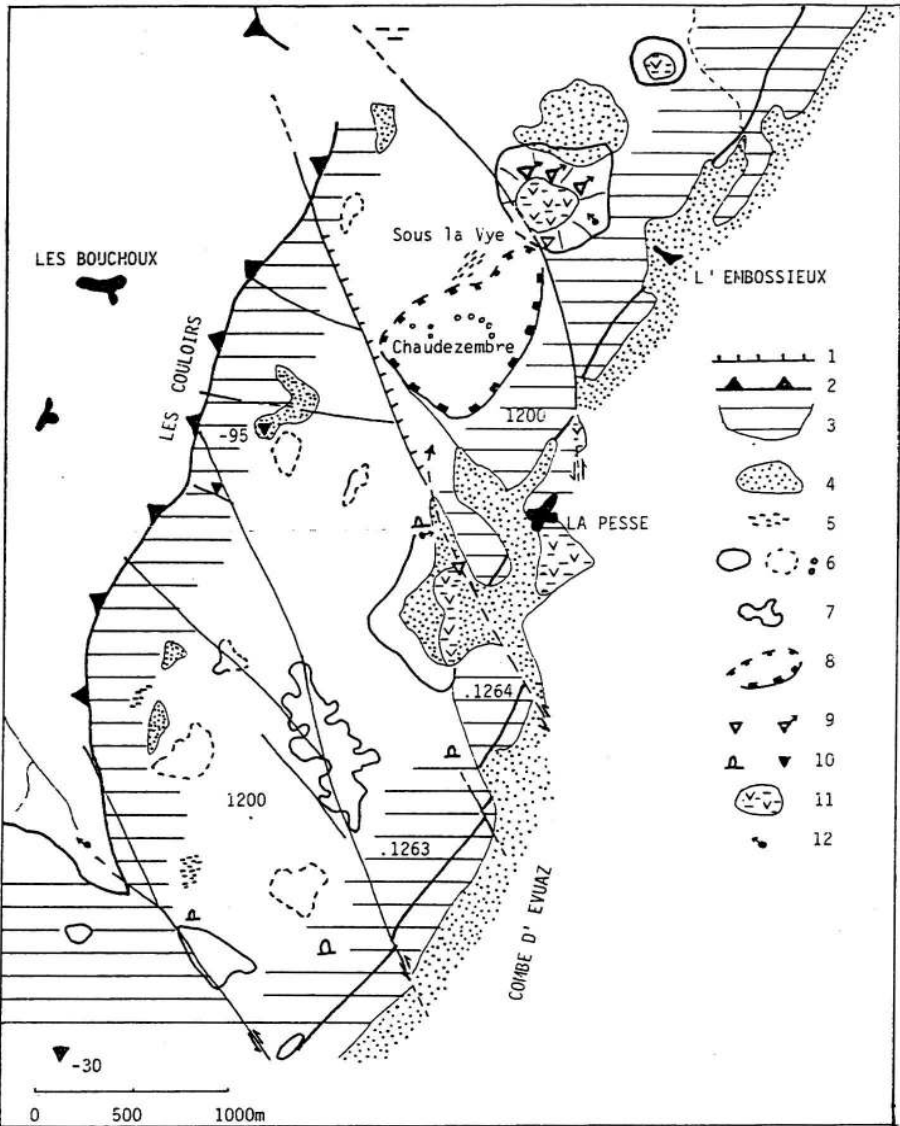 Sous la Vye
LES BOUCHOUX
L'EMBOSSIEUX
LES COULOIRS
Chaudezembre
1200
-95
LA PESSE
.1264
1200
.1263
COMBE D' EVUAZ
-30
0 500 1000m
1
2
3
4
5
6
7
8
9
10
11
12